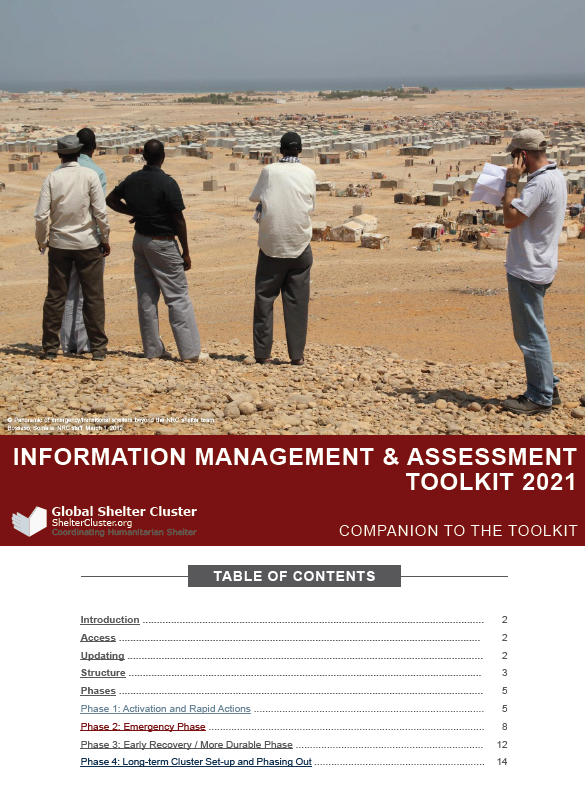 © Panoramic of emergency/transitional shelters beyond the NRC shelter team.
Bossaso, Somalia. NRC staff, March 1, 2012
INFORMATION MANAGEMENT & ASSESSMENT
TOOLKIT 2021
Global Shelter Cluster
ShelterCluster.org
Coordinating Humanitarian Shelter
COMPANION TO THE TOOLKIT
TABLE OF CONTENTS
Introduction 2
Access 2
Updating 2
Structure 3
Phases 5
Phase 1: Activation and Rapid Actions 5
Phase 2: Emergency Phase 8
Phase 3: Early Recovery / More Durable Phase 12
Phase 4: Long-term Cluster Set-up and Phasing Out 14